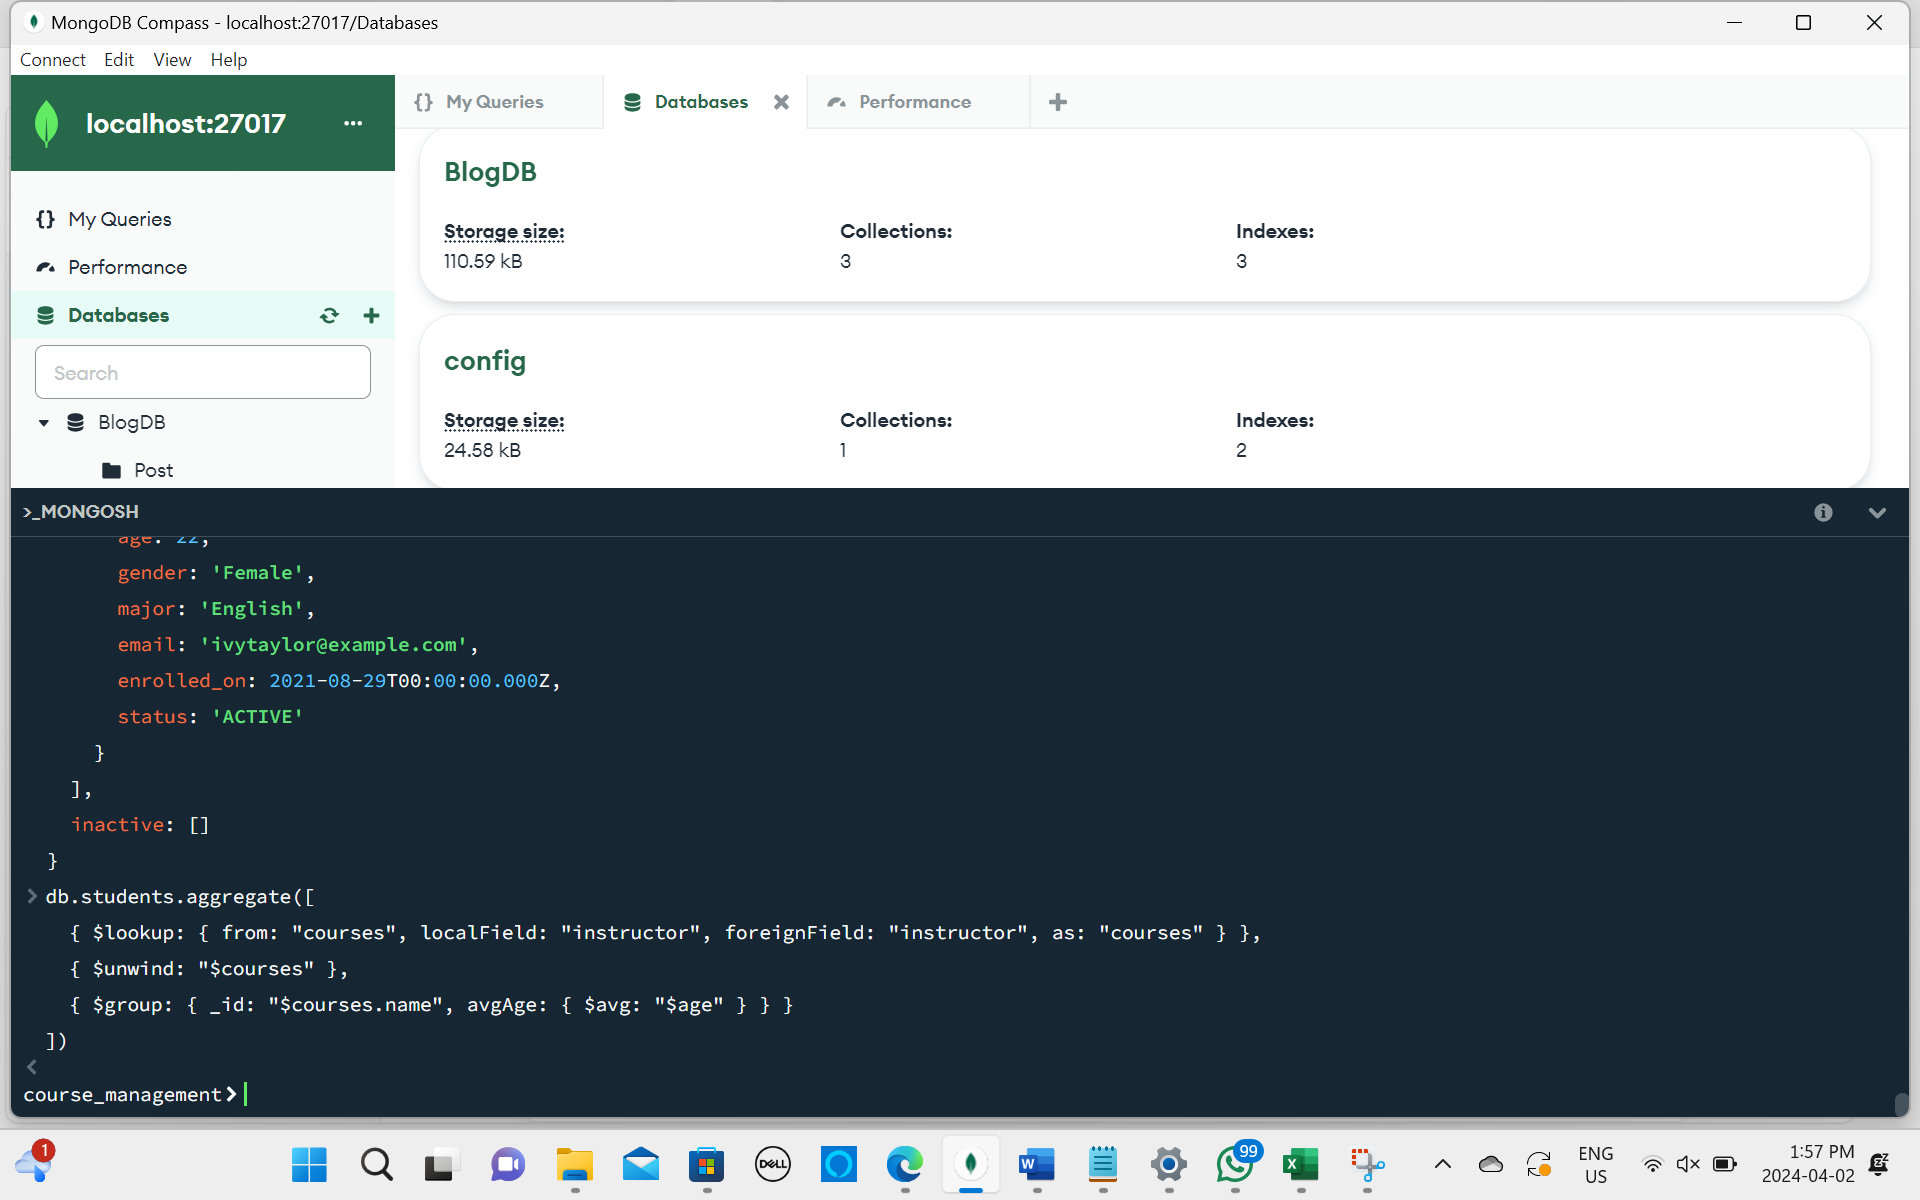 MongoDB Compass - localhost:27017/Databases
Connect Edit View Help
localhost:27017 ...
{} My Queries
Databases
Performance
My Queries
Performance
Databases
Search
BlogDB
Post
BlogDB
Storage size: Collections: Indexes:
110.59 kB 3 3
config
Storage size: Collections: Indexes:
24.58 kB 1 2
>_MONGOSH
age: 22,
gender: 'Female',
major: 'English',
email: 'ivytaylor@example.com',
enrolled_on: 2021-08-29T00:00:00.000Z,
status: 'ACTIVE'
}
],
inactive: []
}
> db.students.aggregate([
{ $lookup: { from: "courses", localField: "instructor", foreignField: "instructor", as: "courses" } },
{ $unwind: "$courses" },
{ $group: { _id: "$courses.name", avgAge: { $avg: "$age" } } }
])
<
course_management>
1
DELL
W
99
X
ENG
US
1:57 PM
2024-04-02